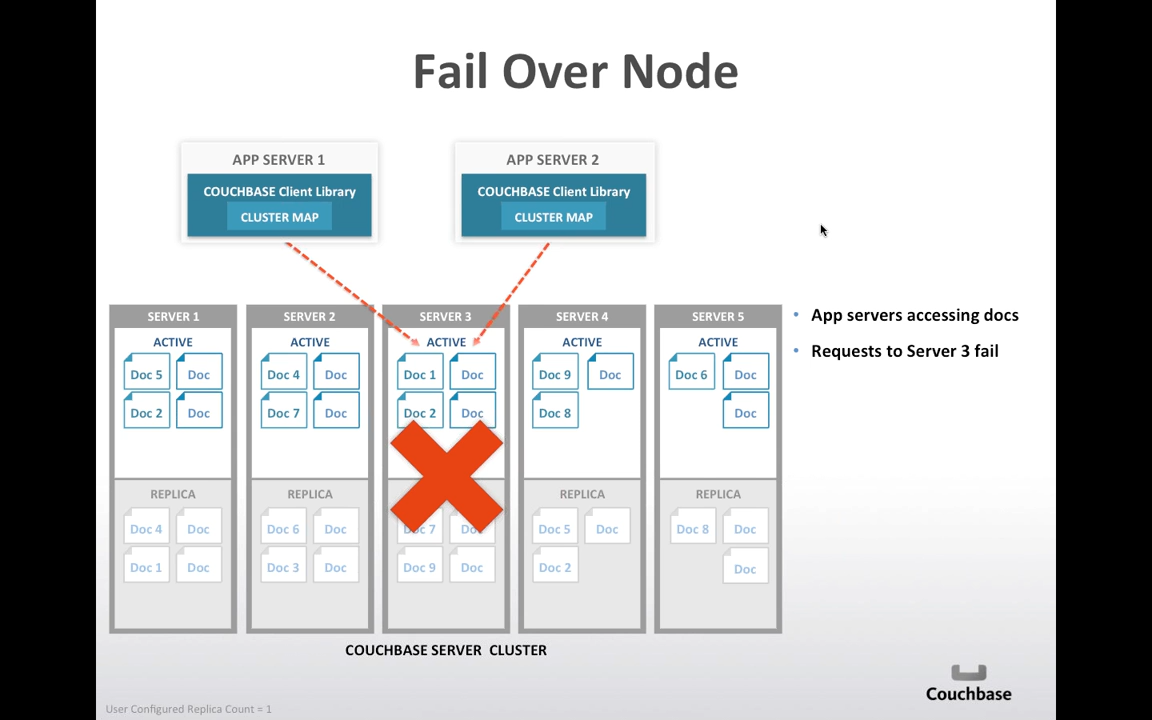 Fail Over Node
APP SERVER 1
COUCHBASE Client Library
CLUSTER MAP
APP SERVER 2
COUCHBASE Client Library
CLUSTER MAP
SERVER 1
ACTIVE
Doc 5 Doc
Doc 2 Doc
REPLICA
Doc 4 Doc
Doc 1 Doc
SERVER 2
ACTIVE
Doc 4 Doc
Doc 7 Doc
REPLICA
Doc 6 Doc
Doc 3 Doc
SERVER 3
ACTIVE
Doc 1 Doc
Doc 2 Doc
Doc 7 Doc
Doc 9 Doc
SERVER 4
ACTIVE
Doc 9 Doc
Doc 8
REPLICA
Doc 5 Doc
Doc 2
SERVER 5
ACTIVE
Doc 6 Doc
Doc
REPLICA
Doc 8 Doc
Doc
• App servers accessing docs
• Requests to Server 3 fail
COUCHBASE SERVER CLUSTER
Couchbase
User Configured Replica Count = 1